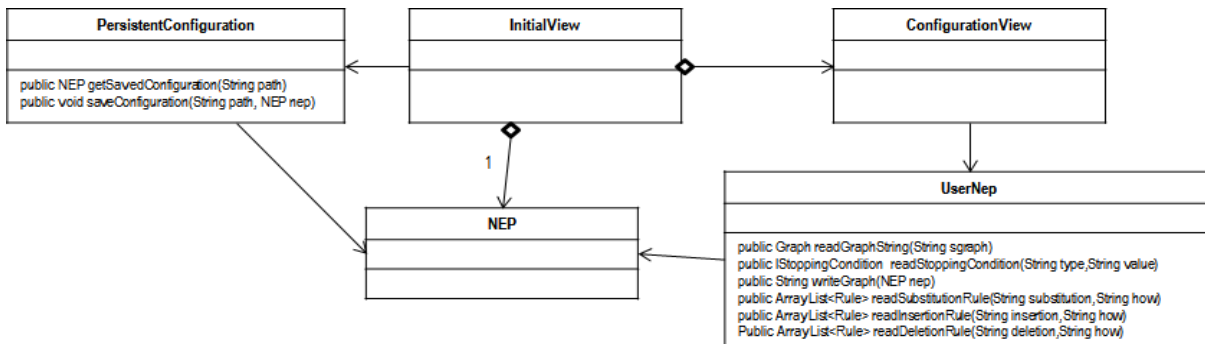 PersistentConfiguration
public NEP getSavedConfiguration(String path)
public void saveConfiguration(String path, NEP nep)
InitialView
ConfigurationView
1
NEP
UserNep
public Graph readGraphString(String sgraph)
public IStoppingCondition readStoppingCondition(String type,String value)
public String writeGraph(NEP nep)
public ArrayList<Rule> readSubstitutionRule(String substitution,String how)
public ArrayList<Rule> readInsertionRule(String insertion,String how)
Public ArrayList<Rule> readDeletionRule(String deletion,String how)